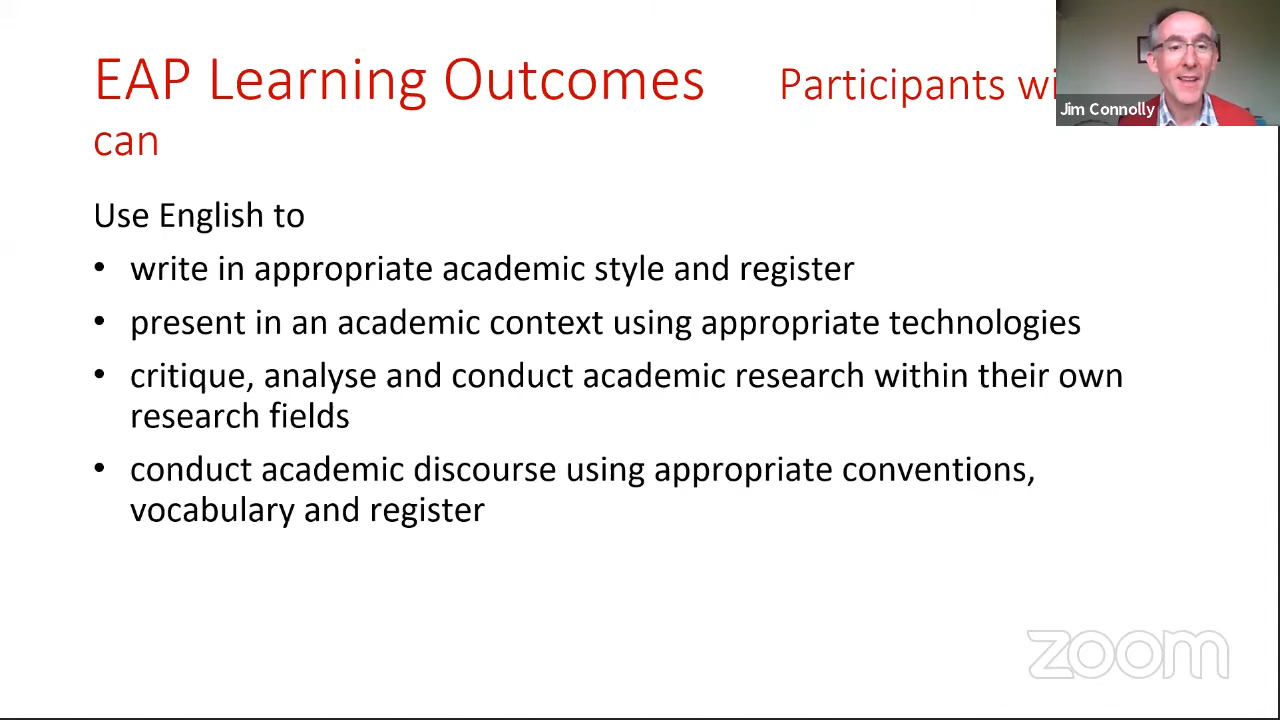 EAP Learning Outcomes Participants
can
Jim Connolly
Use English to
• write in appropriate academic style and register
• present in an academic context using appropriate technologies
• critique, analyse and conduct academic research within their own
research fields
• conduct academic discourse using appropriate conventions,
vocabulary and register
zoom